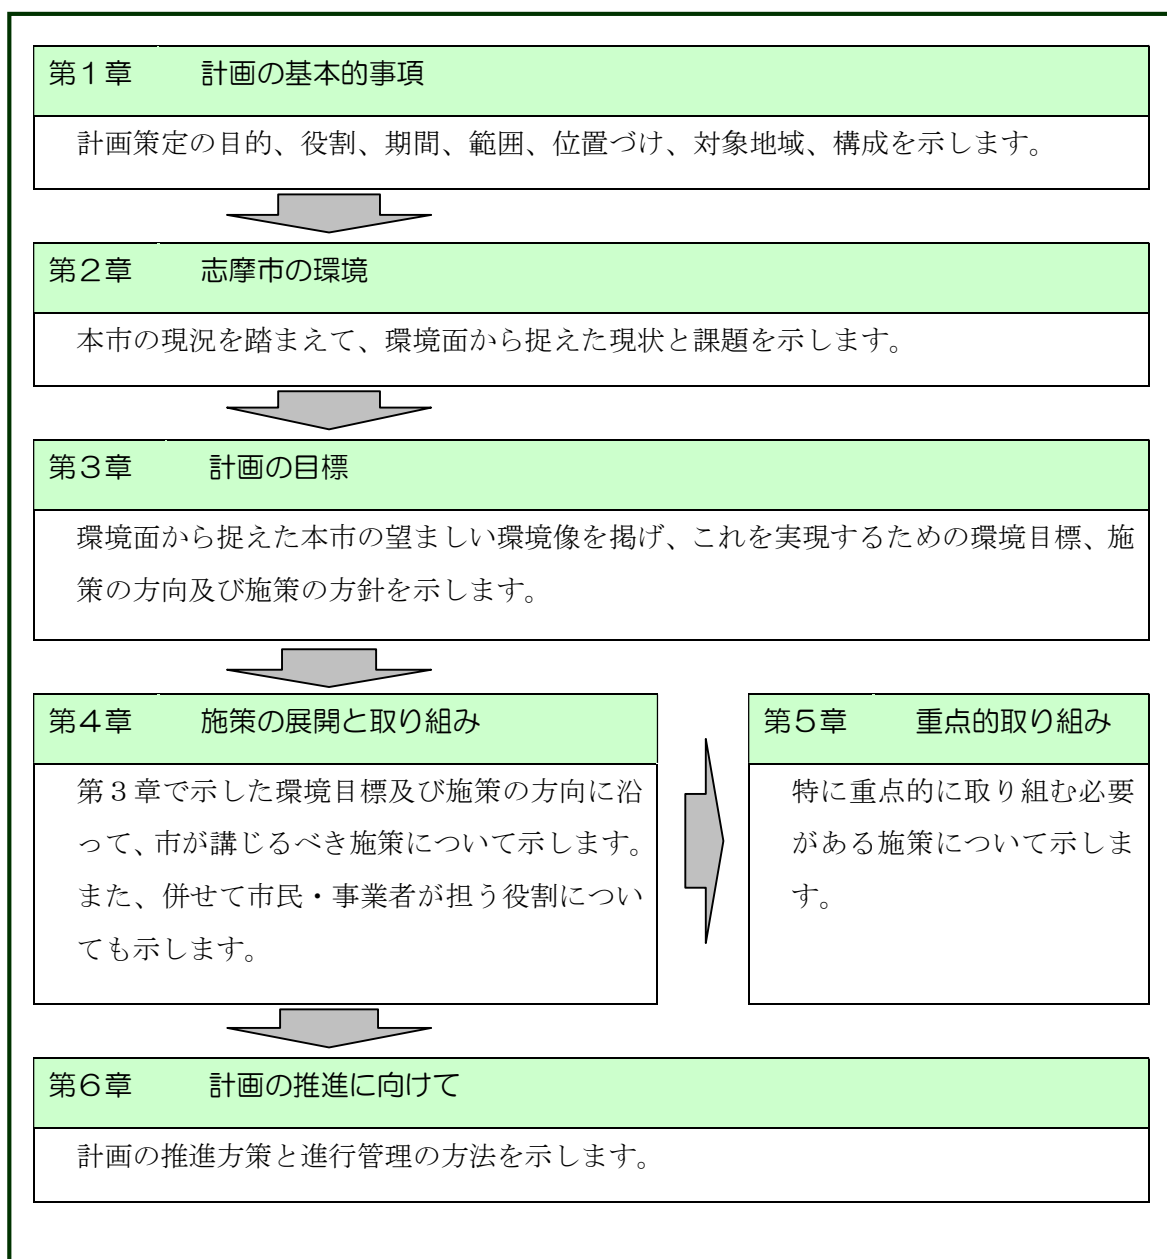 第1章 計画の基本的事項
計画策定の目的、役割、期間、範囲、位置づけ、対象地域、構成を示します。
第2章 志摩市の環境
本市の現況を踏まえて、環境面から捉えた現状と課題を示します。
第3章 計画の目標
環境面から捉えた本市の望ましい環境像を掲げ、これを実現するための環境目標、施
策の方向及び施策の方針を示します。
第4章 施策の展開と取り組み
第3章で示した環境目標及び施策の方向に沿
って、市が講じるべき施策について示します。
また、併せて市民・事業者が担う役割につい
ても示します。
第5章 重点的取り組み
特に重点的に取り組む必要
がある施策について示しま
す。
第6章 計画の推進に向けて
計画の推進方策と進行管理の方法を示します。